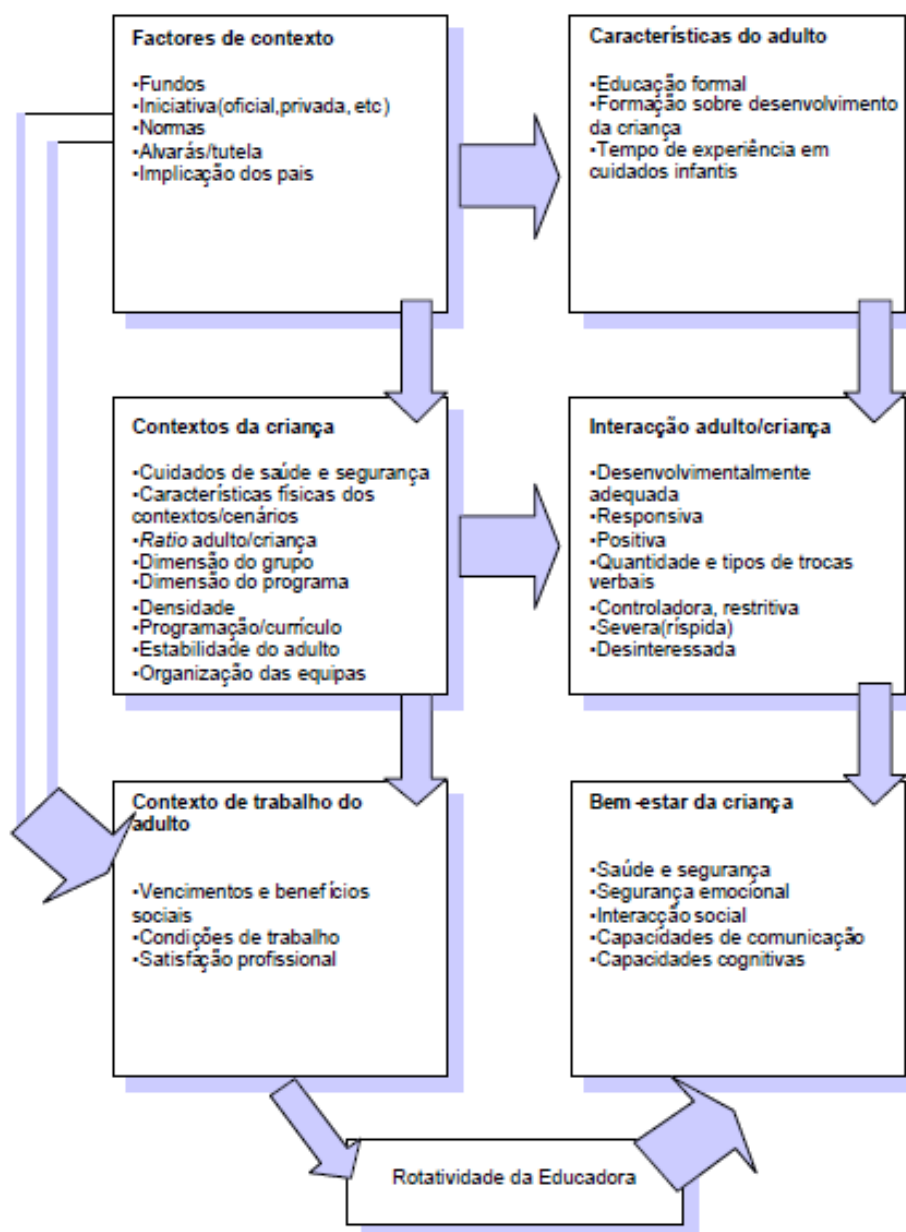 Factores de contexto
•Fundos
•Iniciativa(oficial,privada, etc)
•Normas
•Alvarás/tutela
•Implicação dos pais
Características do adulto
•Educação formal
•Formação sobre desenvolvimento
da criança
•Tempo de experiência em
cuidados infantis
Contextos da criança
•Cuidados de saúde e segurança
•Características físicas dos
contextos/cenários
•Ratio adulto/criança
•Dimensão do grupo
•Dimensão do programa
•Densidade
•Programação/currículo
•Estabilidade do adulto
•Organização das equipas
Interacção adulto/criança
•Desenvolvimentalmente
adequada
•Responsiva
•Positiva
•Quantidade e tipos de trocas
verbais
•Controladora, restritiva
•Severa(ríspida)
•Desinteressada
Contexto de trabalho do
adulto
•Vencimentos e benefícios
sociais
•Condições de trabalho
•Satisfação profissional
Bem -estar da criança
•Saúde e segurança
•Segurança emocional
•Interacção social
•Capacidades de comunicação
•Capacidades cognitivas
Rotatividade da Educadora